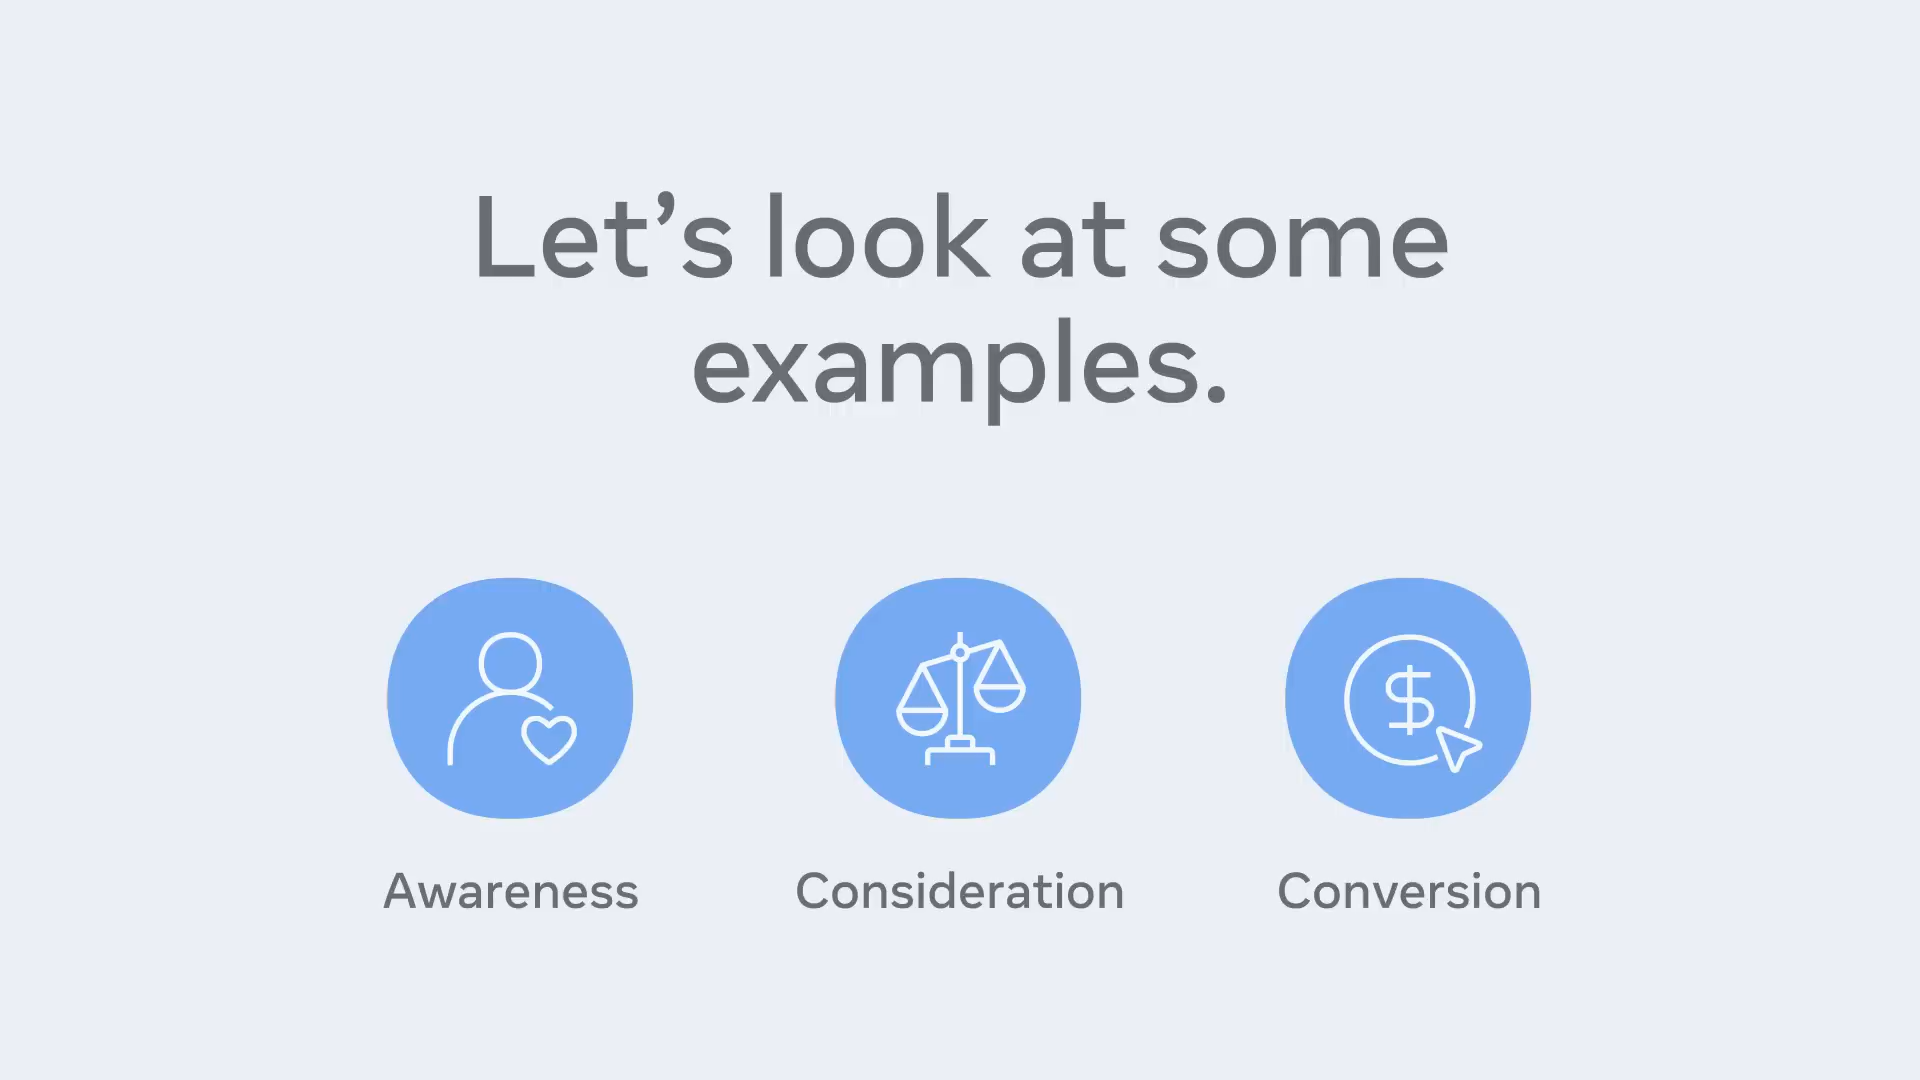 Let’s look at some
examples.
Awareness
Consideration
Conversion